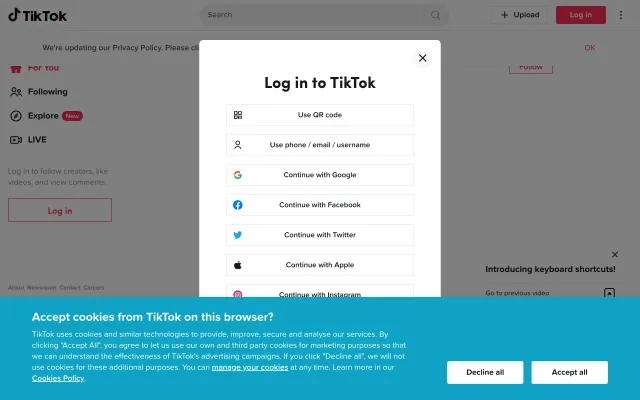 TikTok
Search
+ Upload
Log in
We're updating our Privacy Policy. Please cli
OK
For You
Following
Explore New
LIVE
Log in to follow creators, like
videos, and view comments.
Log in
About Newsroom Contact Careers
Follow
Log in to TikTok
Use QR code
Use phone / email / username
Continue with Google
Continue with Facebook
Continue with Twitter
Continue with Apple
Continue with Instagram
Introducing keyboard shortcuts!
Go to previous video
Accept cookies from TikTok on this browser?
TikTok uses cookies and similar technologies to provide, improve, secure and analyse our services. By
clicking "Accept All", you agree to let us use our own and third party cookies for marketing purposes so that
we can understand the effectiveness of TikTok's advertising campaigns. If you click "Decline all", we will
not use cookies for these additional purposes. You can manage your cookies at any time. Learn more in our
Cookies Policy.
Decline all
Accept all